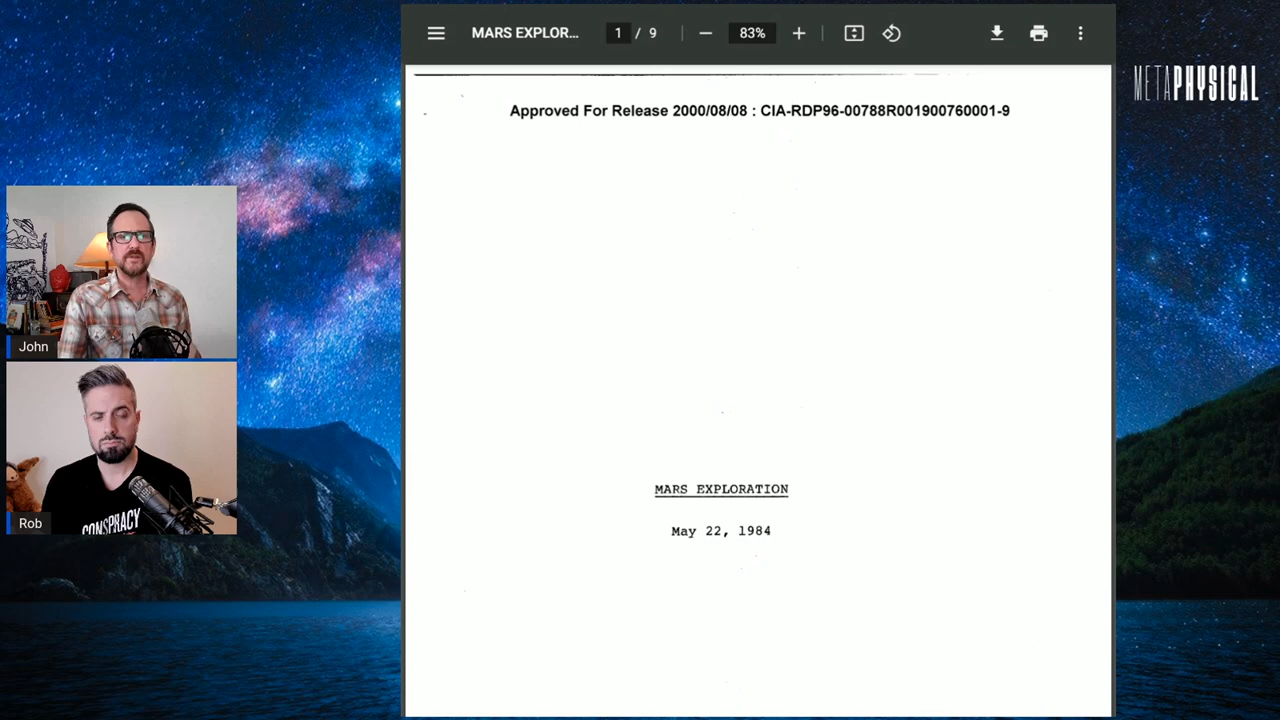 MARS EXPLOR...
1 / 9
83%
METAPHYSICAL
Approved For Release 2000/08/08 : CIA-RDP96-00788R001900760001-9
John
MARS EXPLORATION
May 22, 1984
CONSPIRACY
Rob